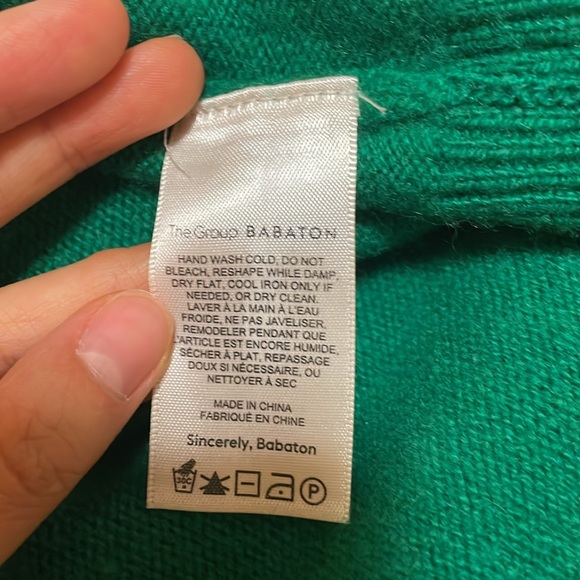 The Group BABATON
HAND WASH COLD, DO NOT
BLEACH, RESHAPE WHILE DAMP,
DRY FLAT, COOL IRON ONLY IF
NEEDED, OR DRY CLEAN.
LAVER À LA MAIN À L'EAU
FROIDE, NE PAS JAVELISER,
REMODELER PENDANT QUE
L'ARTICLE EST ENCORE HUMIDE,
SÉCHER À PLAT, REPASSAGE
DOUX SI NÉCESSAIRE, OU
NETTOYER À SEC
MADE IN CHINA
FABRIQUÉ EN CHINE
Sincerely, Babaton
30C P